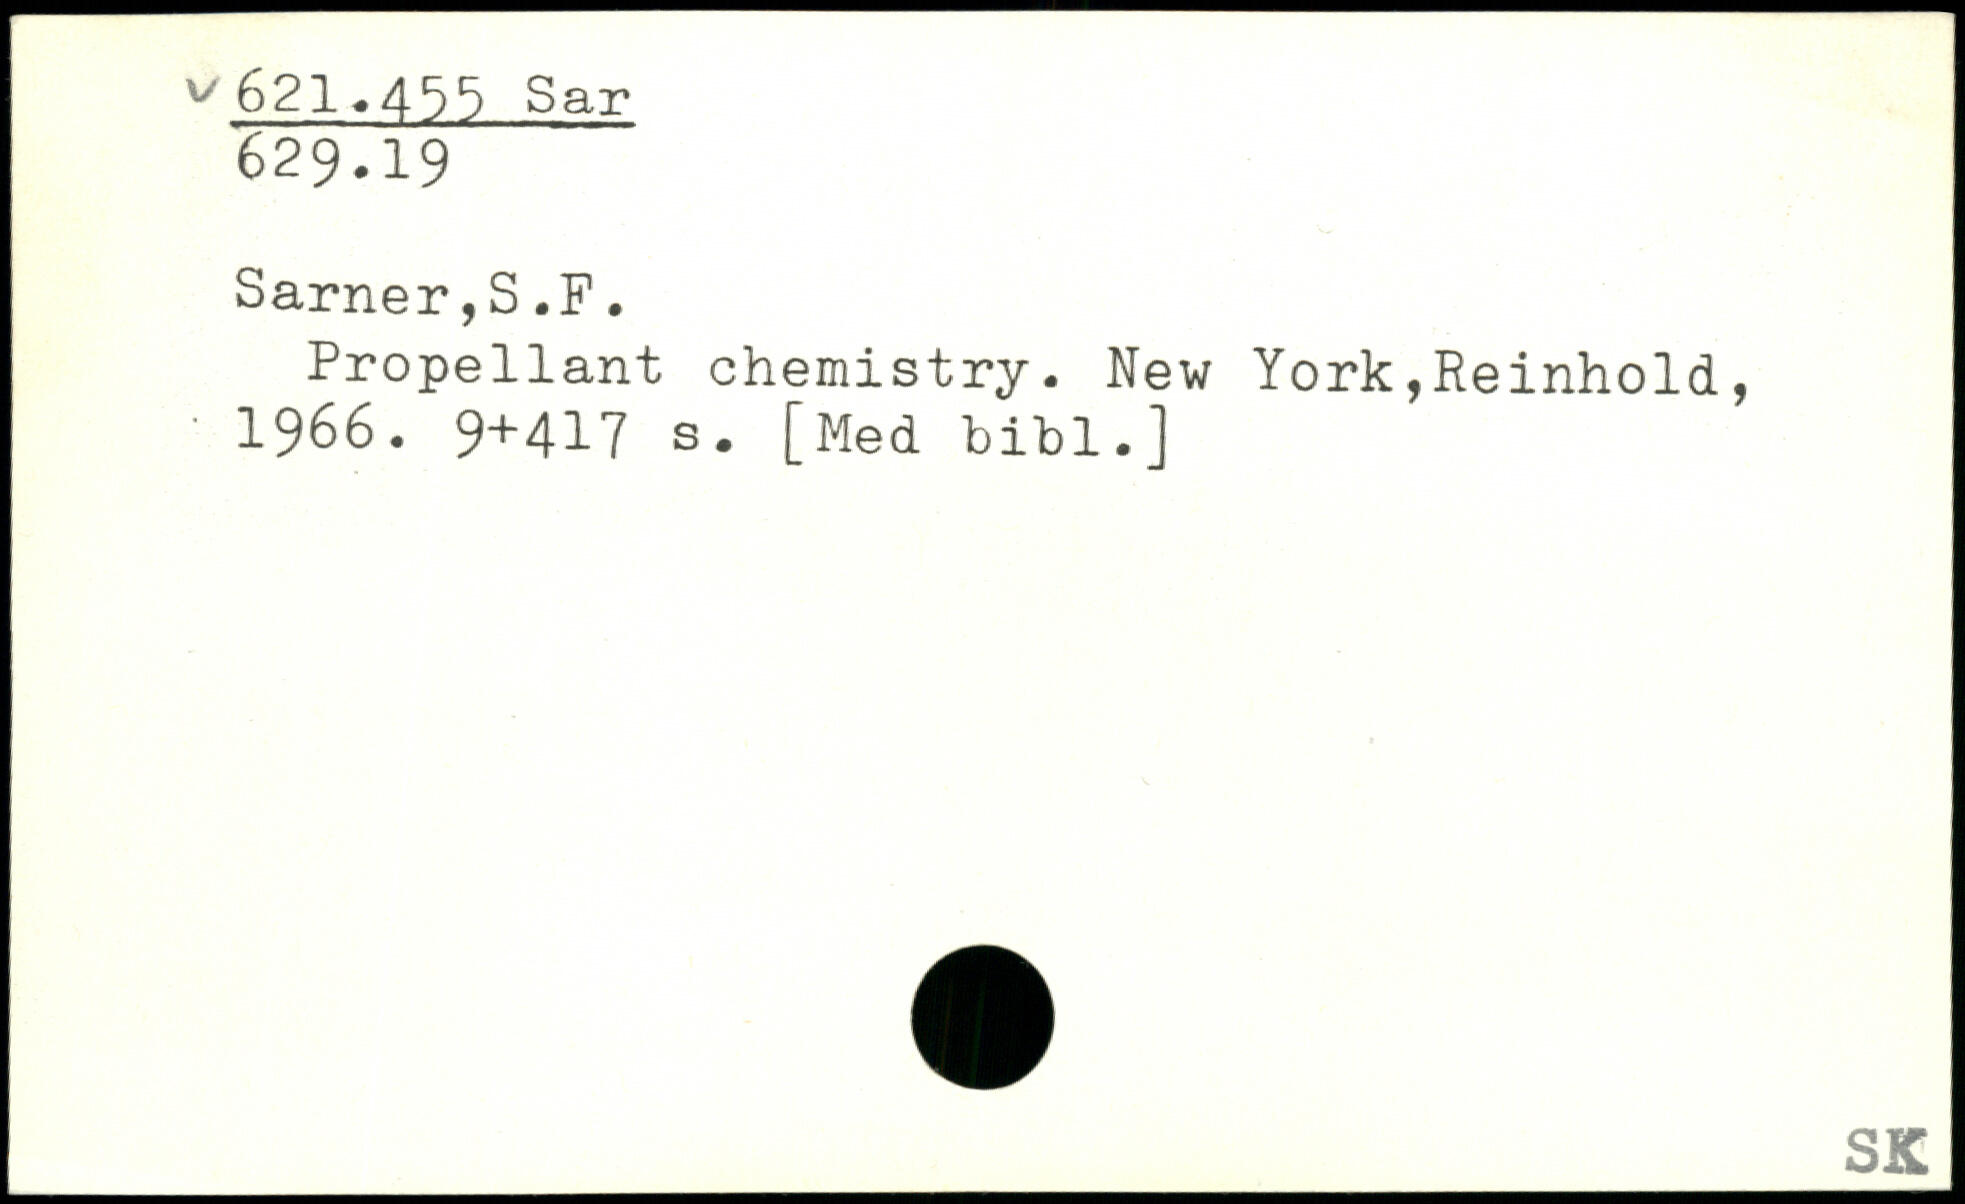 v 621.455 Sar
629.19
Sarner,S.F.
Propellant chemistry. New York,Reinhold,
1966. 9+417 s. [Med bibl.]
SK